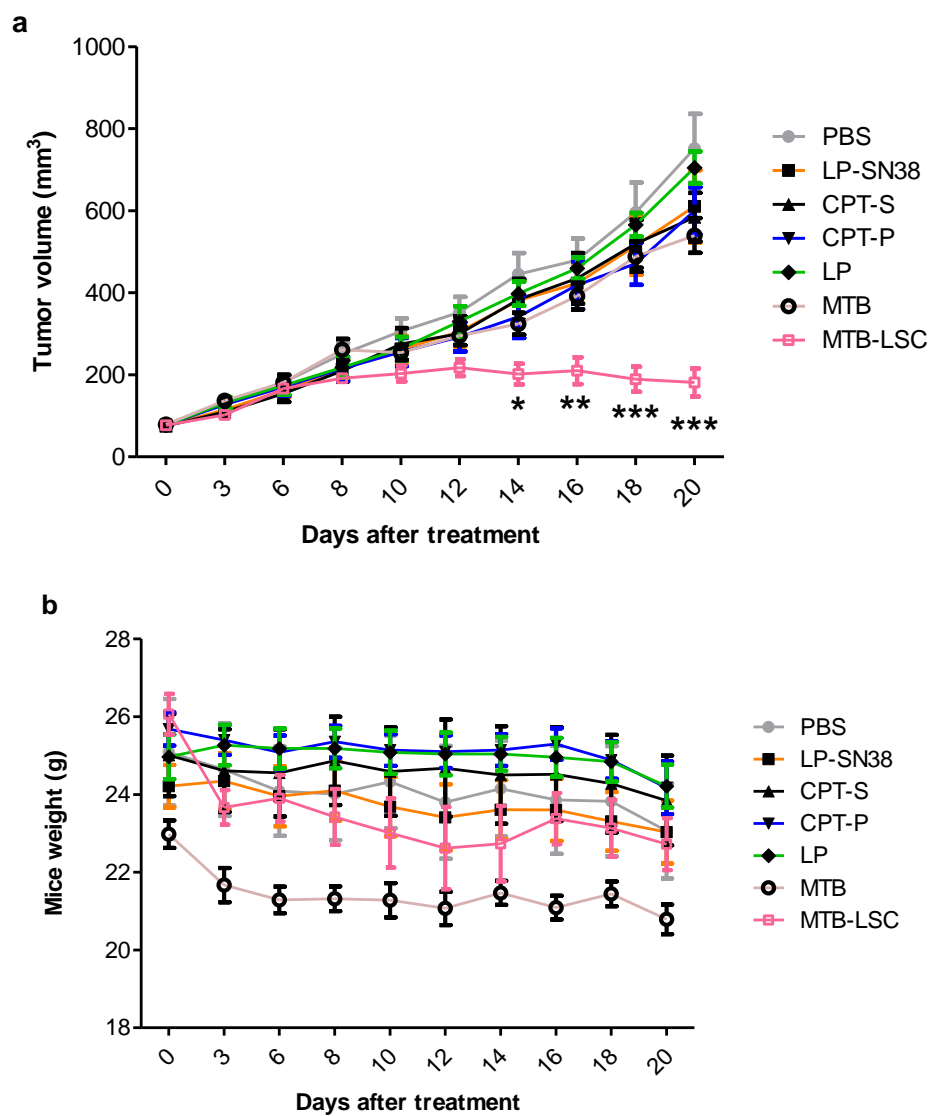 a
1000
800
600
400
200
0
Tumor volume (mm³)
0 3 6 8 10 12 14 16 18 20
Days after treatment
* ** *** ***
PBS
LP-SN38
CPT-S
CPT-P
LP
MTB
MTB-LSC
b
28
26
24
22
20
18
Mice weight (g)
0 3 6 8 10 12 14 16 18 20
Days after treatment
PBS
LP-SN38
CPT-S
CPT-P
LP
MTB
MTB-LSC